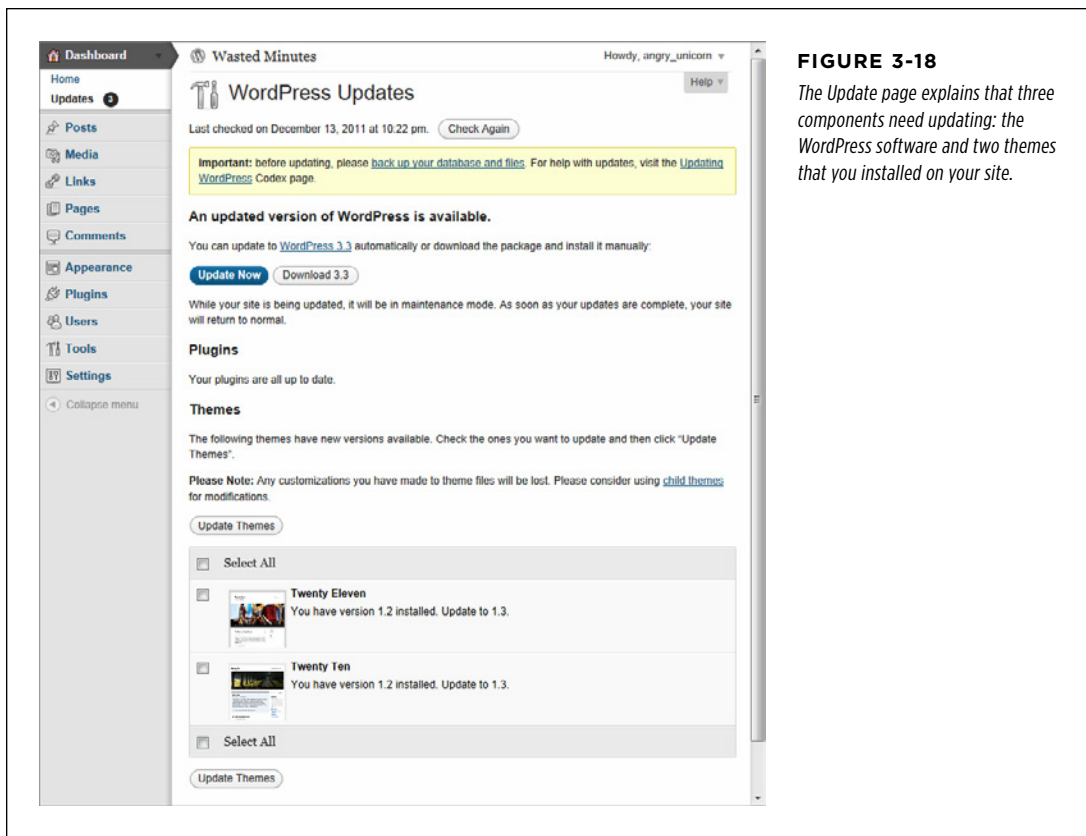 Dashboard
Home
Updates 3
Posts
Media
Links
Pages
Comments
Appearance
Plugins
Users
Tools
Settings
Collapse menu
Wasted Minutes
Howdy, angry_unicorn
Help
WordPress Updates
Last checked on December 13, 2011 at 10:22 pm. Check Again
Important: before updating, please back up your database and files. For help with updates, visit the Updating
WordPress Codex page.
An updated version of WordPress is available.
You can update to WordPress 3.3 automatically or download the package and install it manually:
Update Now Download 3.3
While your site is being updated, it will be in maintenance mode. As soon as your updates are complete, your site
will return to normal.
Plugins
Your plugins are all up to date.
Themes
The following themes have new versions available. Check the ones you want to update and then click “Update
Themes”.
Please Note: Any customizations you have made to theme files will be lost. Please consider using child themes
for modifications.
Update Themes
Select All
Twenty Eleven
You have version 1.2 installed. Update to 1.3.
Twenty Ten
You have version 1.2 installed. Update to 1.3.
Select All
Update Themes
FIGURE 3-18
The Update page explains that three
components need updating: the
WordPress software and two themes
that you installed on your site.